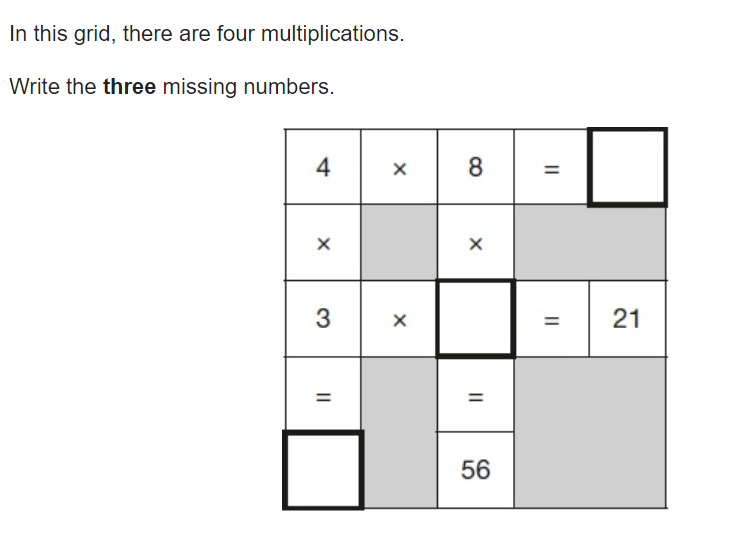 In this grid, there are four multiplications.
Write the three missing numbers.
4 × 8 =
× ×
3 × = 21
= =
56